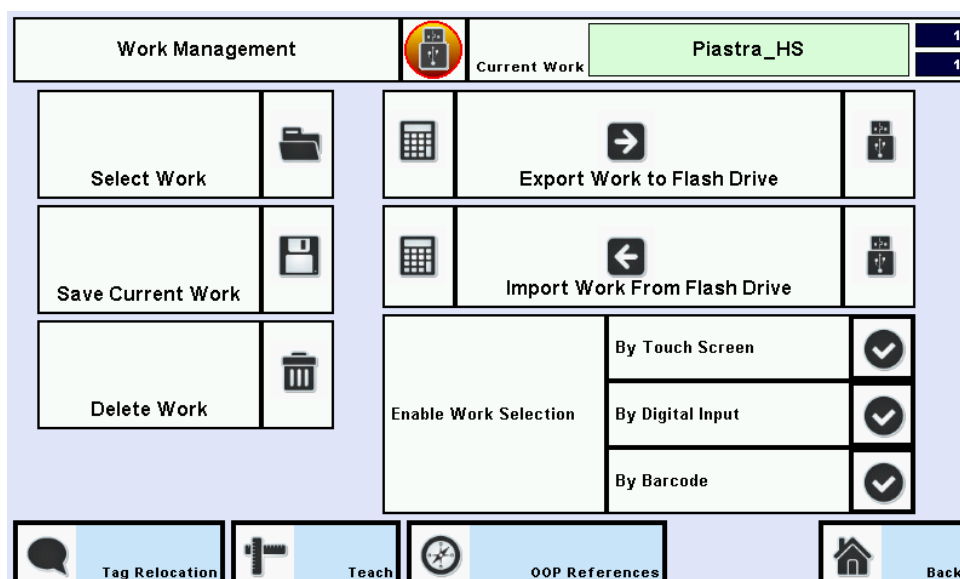 Work Management
Current Work
Piastra_HS
1
1
Select Work
Export Work to Flash Drive
Save Current Work
Import Work From Flash Drive
Delete Work
Enable Work Selection
By Touch Screen
By Digital Input
By Barcode
Tag Relocation
Teach
OOP References
Back